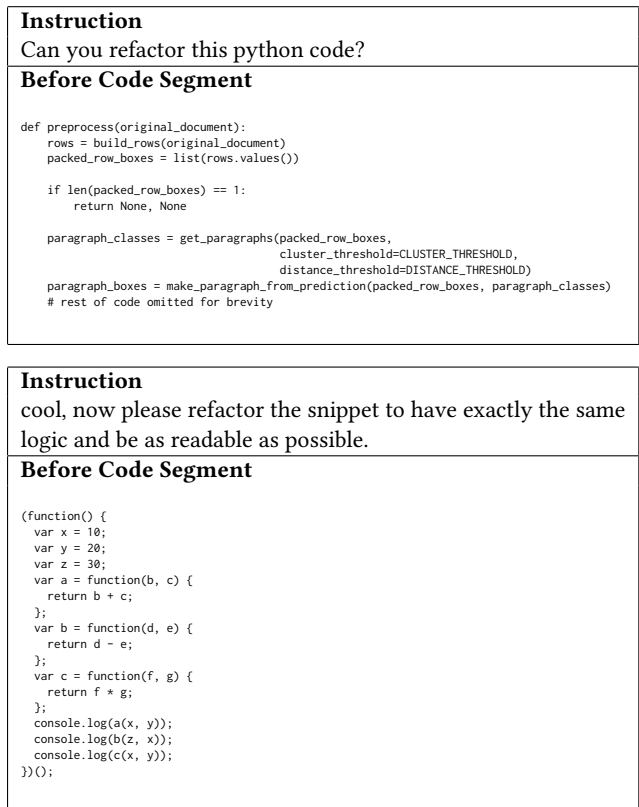 Instruction
Can you refactor this python code?
Before Code Segment
def preprocess(original_document):
    rows = build_rows(original_document)
    packed_row_boxes = list(rows.values())
    if len(packed_row_boxes) == 1:
        return None, None
    paragraph_classes = get_paragraphs(packed_row_boxes,
                                       cluster_threshold=CLUSTER_THRESHOLD,
                                       distance_threshold=DISTANCE_THRESHOLD)
    paragraph_boxes = make_paragraph_from_prediction(packed_row_boxes, paragraph_classes)
    # rest of code omitted for brevity
Instruction
cool, now please refactor the snippet to have exactly the same
logic and be as readable as possible.
Before Code Segment
(function() {
  var x = 10;
  var y = 20;
  var z = 30;
  var a = function(b, c) {
    return b + c;
  };
  var b = function(d, e) {
    return d - e;
  };
  var c = function(f, g) {
    return f * g;
  };
  console.log(a(x, y));
  console.log(b(z, x));
  console.log(c(x, y));
})();